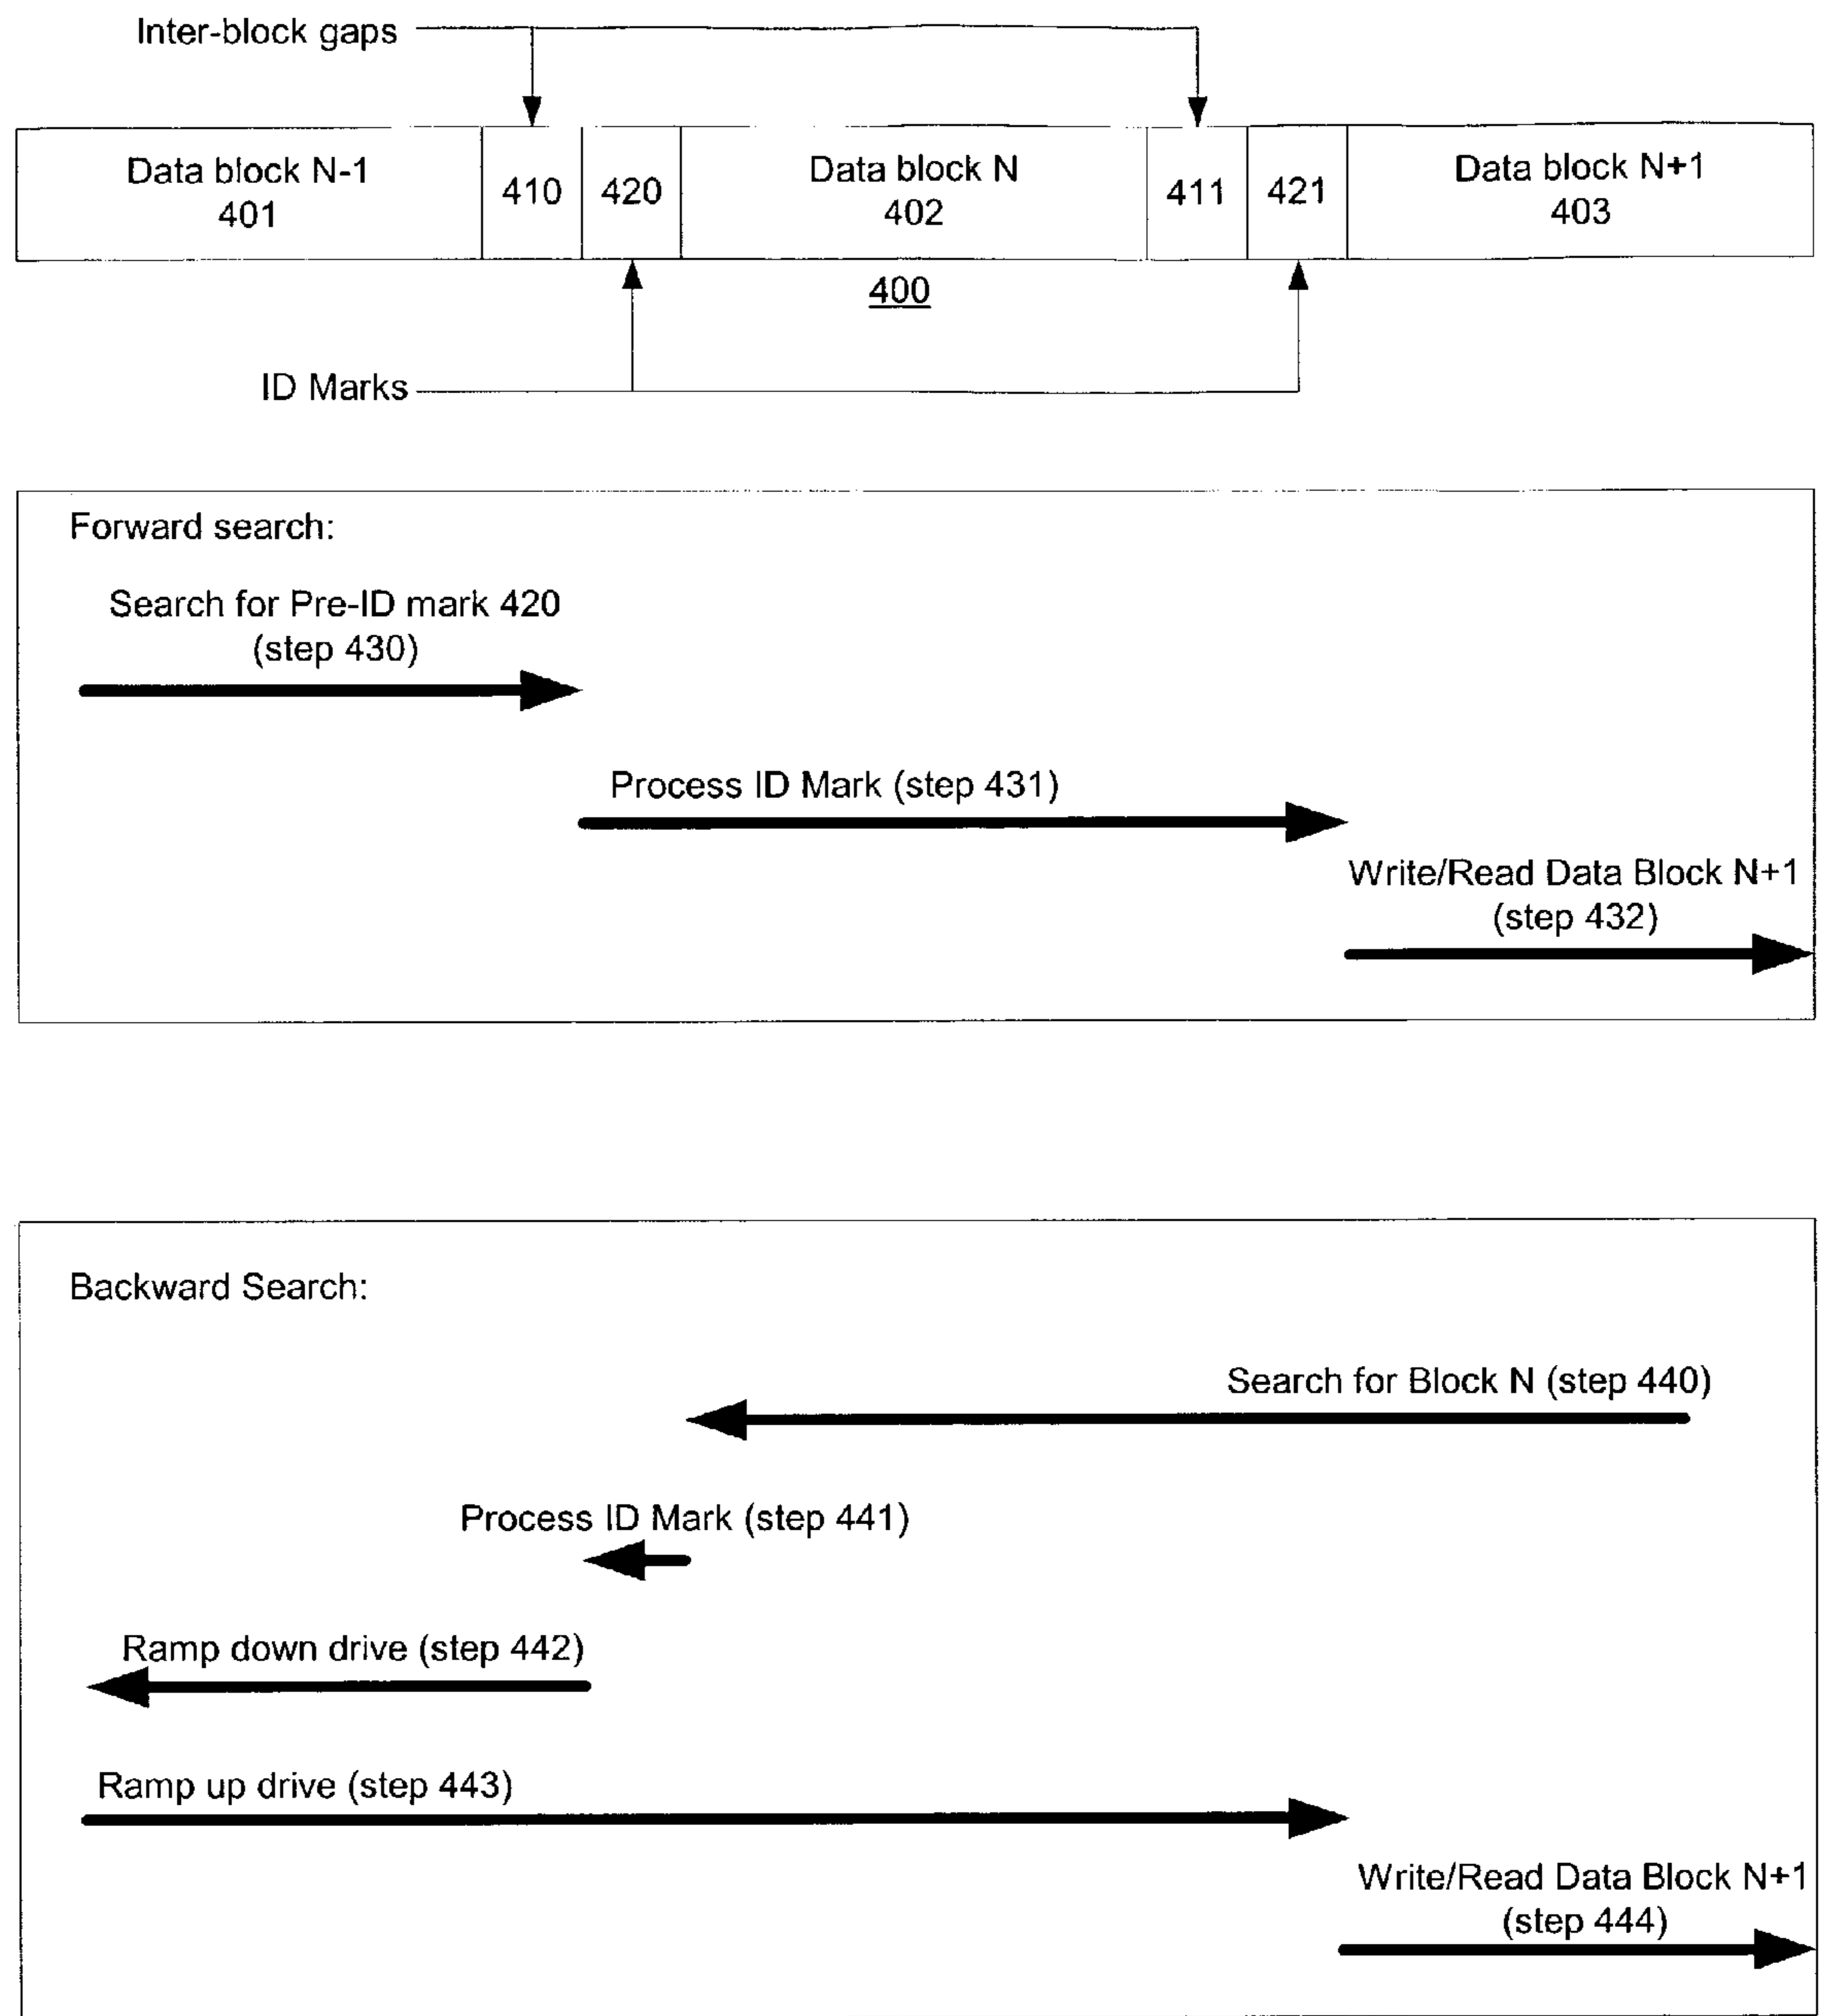 Inter-block gaps
Data block N-1
401
410
420
Data block N
402
411
421
Data block N+1
403
400
ID Marks
Forward search:
Search for Pre-ID mark 420
(step 430)
Process ID Mark (step 431)
Write/Read Data Block N+1
(step 432)
Backward Search:
Search for Block N (step 440)
Process ID Mark (step 441)
Ramp down drive (step 442)
Ramp up drive (step 443)
Write/Read Data Block N+1
(step 444)